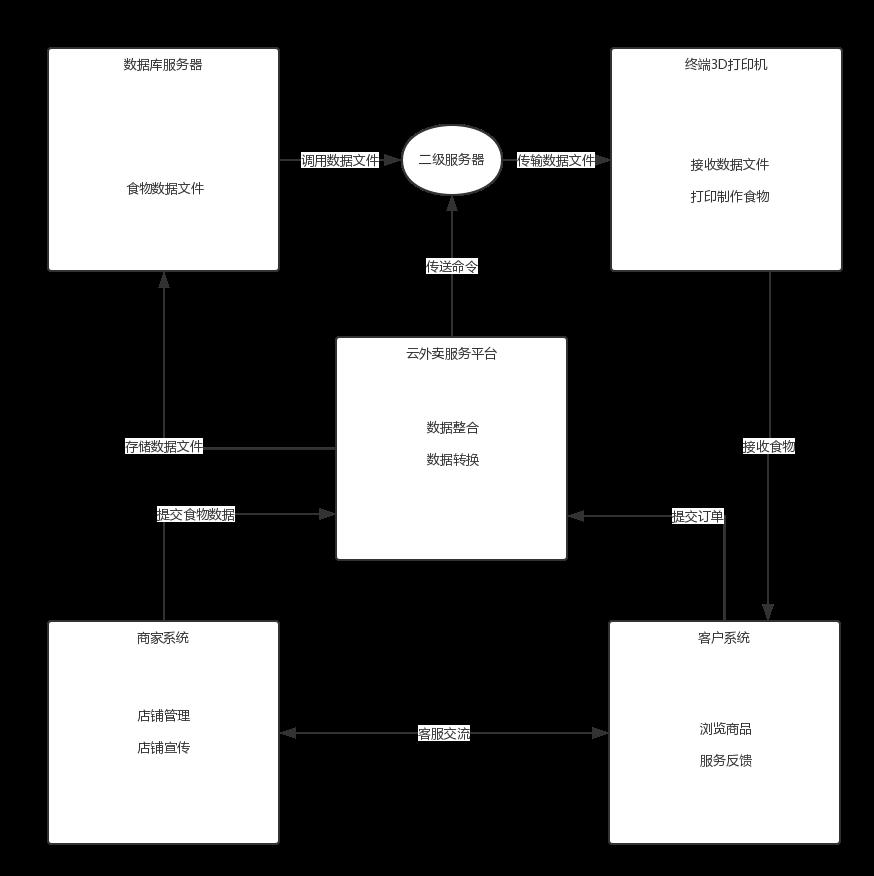 数据库服务器
终端3D打印机
调用数据文件
二级服务器
传输数据文件
接收数据文件
食物数据文件
打印制作食物
传送命令
云外卖服务平台
数据整合
存储数据文件
接收食物
数据转换
提交食物数据
提交订单
商家系统
客户系统
店铺管理
浏览商品
客服交流
店铺宣传
服务反馈